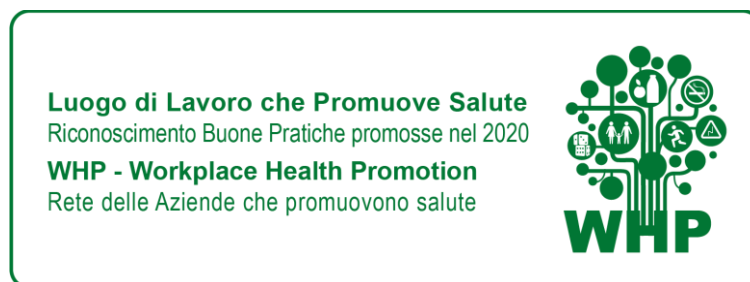 Luogo di Lavoro che Promuove Salute
Riconoscimento Buone Pratiche promosse nel 2020
WHP - Workplace Health Promotion
Rete delle Aziende che promuovono salute
WHP